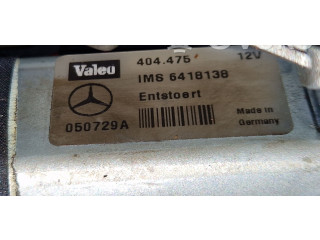 Valeo 404.475 12V
IMS 6418138
Entstoert
050729A Made in
Germany